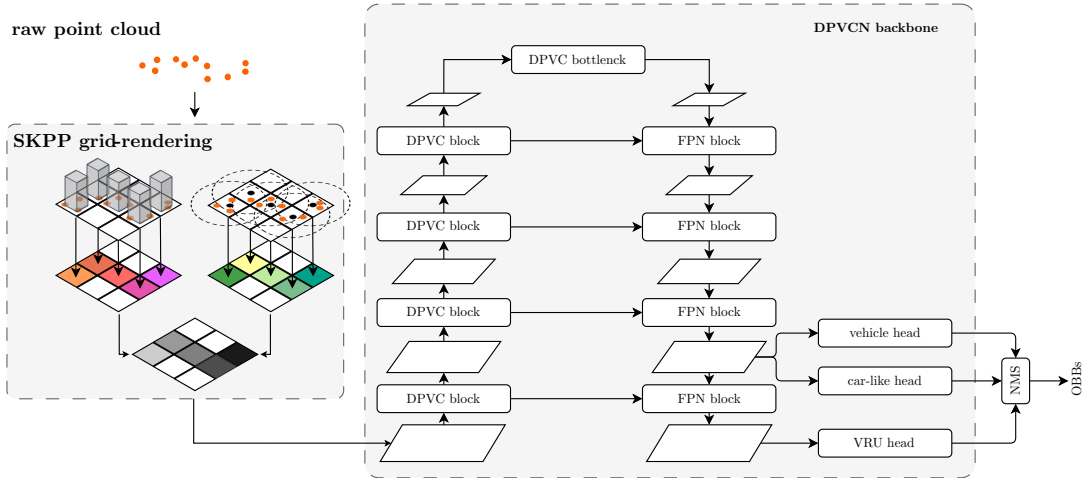 raw point cloud
SKPP grid-rendering
DPVCN backbone
DPVC bottlenck
DPVC block
FPN block
DPVC block
FPN block
DPVC block
FPN block
vehicle head
car-like head
NMS
OBBs
DPVC block
FPN block
VRU head